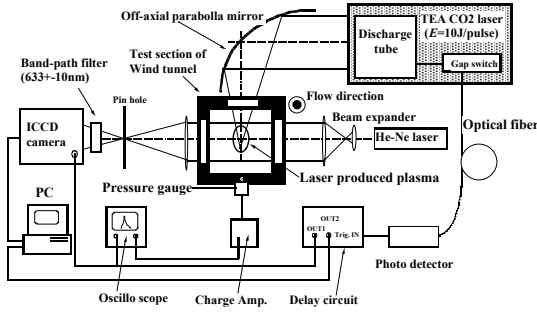 Off-axial parabolla mirror
TEA CO2 laser
(E=10J/pulse)
Discharge
tube
Gap switch
Test section of
Wind tunnel
Band-path filter
(633+-10nm)
Pin hole
Flow direction
Beam expander
He-Ne laser
Optical fiber
ICCD
camera
Laser produced plasma
Pressure gauge
PC
OUT2
OUT1
Trig. IN
Photo detector
Oscillo scope
Charge Amp.
Delay circuit